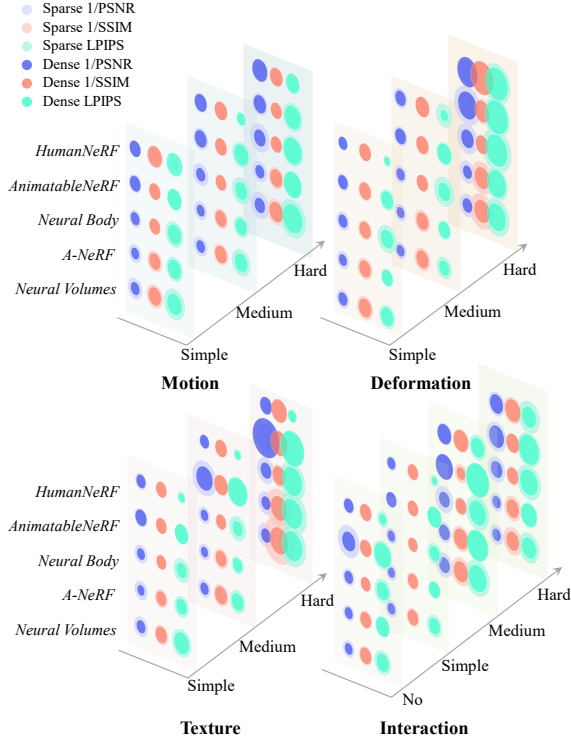 Sparse 1/PSNR
Sparse 1/SSIM
Sparse LPIPS
Dense 1/PSNR
Dense 1/SSIM
Dense LPIPS
HumanNeRF
AnimatableNeRF
Neural Body
A-NeRF
Neural Volumes
Hard
Medium
Simple
Motion
Hard
Medium
Simple
Deformation
HumanNeRF
AnimatableNeRF
Neural Body
A-NeRF
Neural Volumes
Hard
Medium
Simple
Texture
Hard
Medium
Simple
No
Interaction